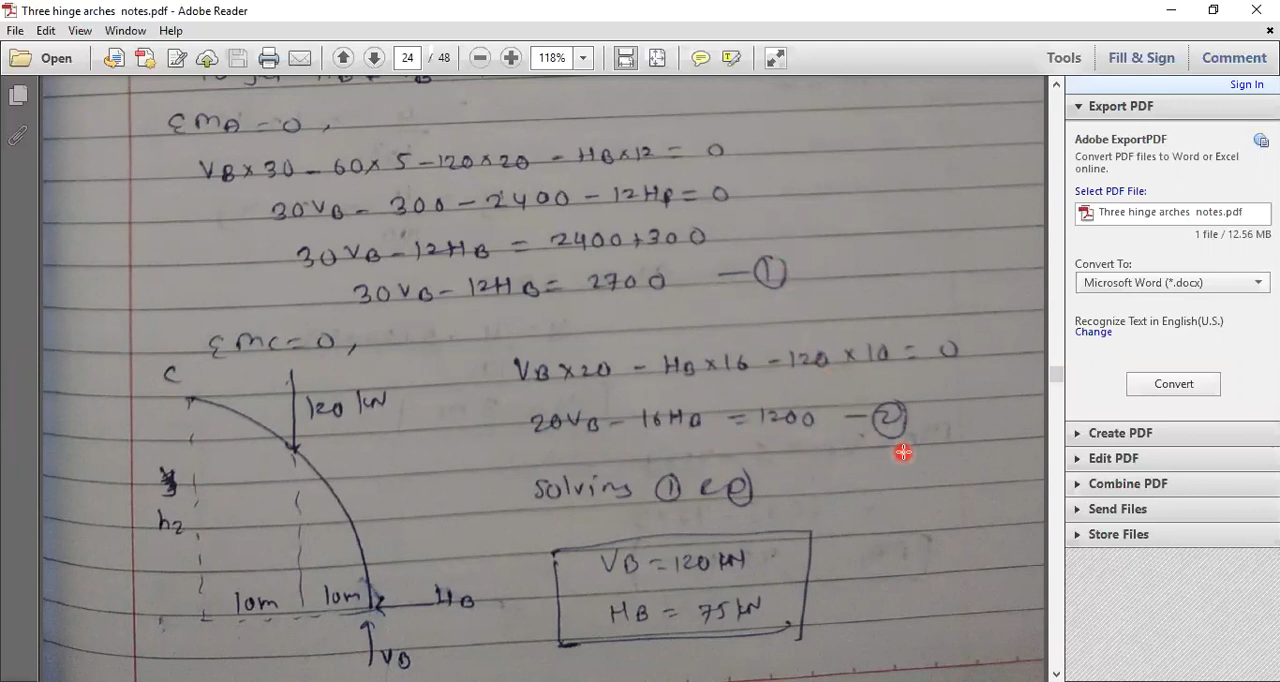 Three hinge arches notes.pdf - Adobe Reader
File Edit View Window Help
Open 24 / 48 118% Tools Fill & Sign Comment
Sign In
Export PDF
Adobe ExportPDF
Convert PDF files to Word or Excel
online.
Select PDF File:
Three hinge arches notes.pdf
1 file / 12.56 MB
Convert To:
Microsoft Word (*.docx)
Recognize Text in English(U.S.)
Change
Convert
Create PDF
Edit PDF
Combine PDF
Send Files
Store Files
ΣMA = 0,
VB×30 - 60×5 - 120×20 - HB×12 = 0
30VB - 300 - 2400 - 12HB = 0
30VB - 12HB = 2400+300
30VB - 12HB = 2700 — ①
ΣMC = 0,
VB×20 - HB×16 - 120×10 = 0
20VB - 16HB = 1200 — ②
Solving ① & ②
VB = 120 kN
HB = 75 kN
C
120 kN
h2
10m 10m HB
VB